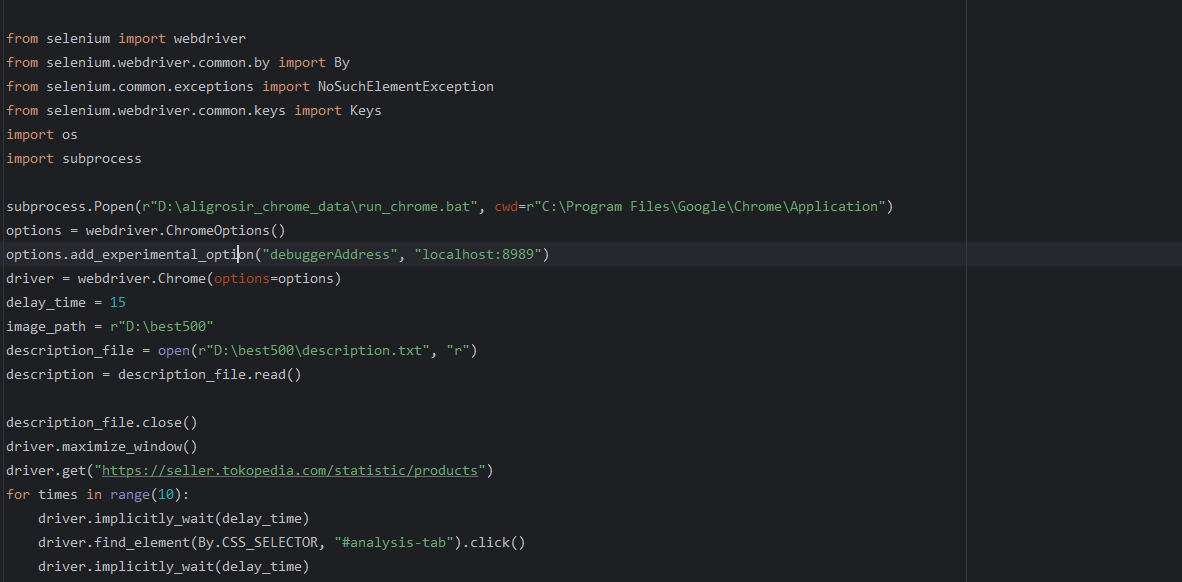 from selenium import webdriver
from selenium.webdriver.common.by import By
from selenium.common.exceptions import NoSuchElementException
from selenium.webdriver.common.keys import Keys
import os
import subprocess
subprocess.Popen(r"D:\aligrosir_chrome_data\run_chrome.bat", cwd=r"C:\Program Files\Google\Chrome\Application")
options = webdriver.ChromeOptions()
options.add_experimental_option("debuggerAddress", "localhost:8989")
driver = webdriver.Chrome(options=options)
delay_time = 15
image_path = r"D:\best500"
description_file = open(r"D:\best500\description.txt", "r")
description = description_file.read()
description_file.close()
driver.maximize_window()
driver.get("https://seller.tokopedia.com/statistic/products")
for times in range(10):
    driver.implicitly_wait(delay_time)
    driver.find_element(By.CSS_SELECTOR, "#analysis-tab").click()
    driver.implicitly_wait(delay_time)